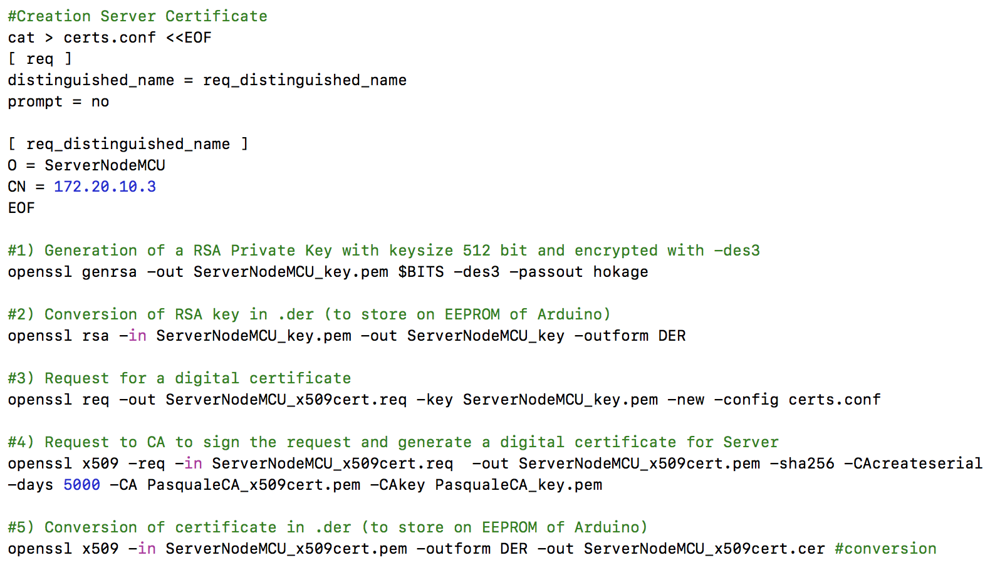 #Creation Server Certificate
cat > certs.conf <<EOF
[ req ]
distinguished_name = req_distinguished_name
prompt = no
[ req_distinguished_name ]
O = ServerNodeMCU
CN = 172.20.10.3
EOF
#1) Generation of a RSA Private Key with keysize 512 bit and encrypted with -des3
openssl genrsa -out ServerNodeMCU_key.pem $BITS -des3 -passout hokage
#2) Conversion of RSA key in .der (to store on EEPROM of Arduino)
openssl rsa -in ServerNodeMCU_key.pem -out ServerNodeMCU_key -outform DER
#3) Request for a digital certificate
openssl req -out ServerNodeMCU_x509cert.req -key ServerNodeMCU_key.pem -new -config certs.conf
#4) Request to CA to sign the request and generate a digital certificate for Server
openssl x509 -req -in ServerNodeMCU_x509cert.req  -out ServerNodeMCU_x509cert.pem -sha256 -CAcreateserial
-days 5000 -CA PasqualeCA_x509cert.pem -CAkey PasqualeCA_key.pem
#5) Conversion of certificate in .der (to store on EEPROM of Arduino)
openssl x509 -in ServerNodeMCU_x509cert.pem -outform DER -out ServerNodeMCU_x509cert.cer #conversion